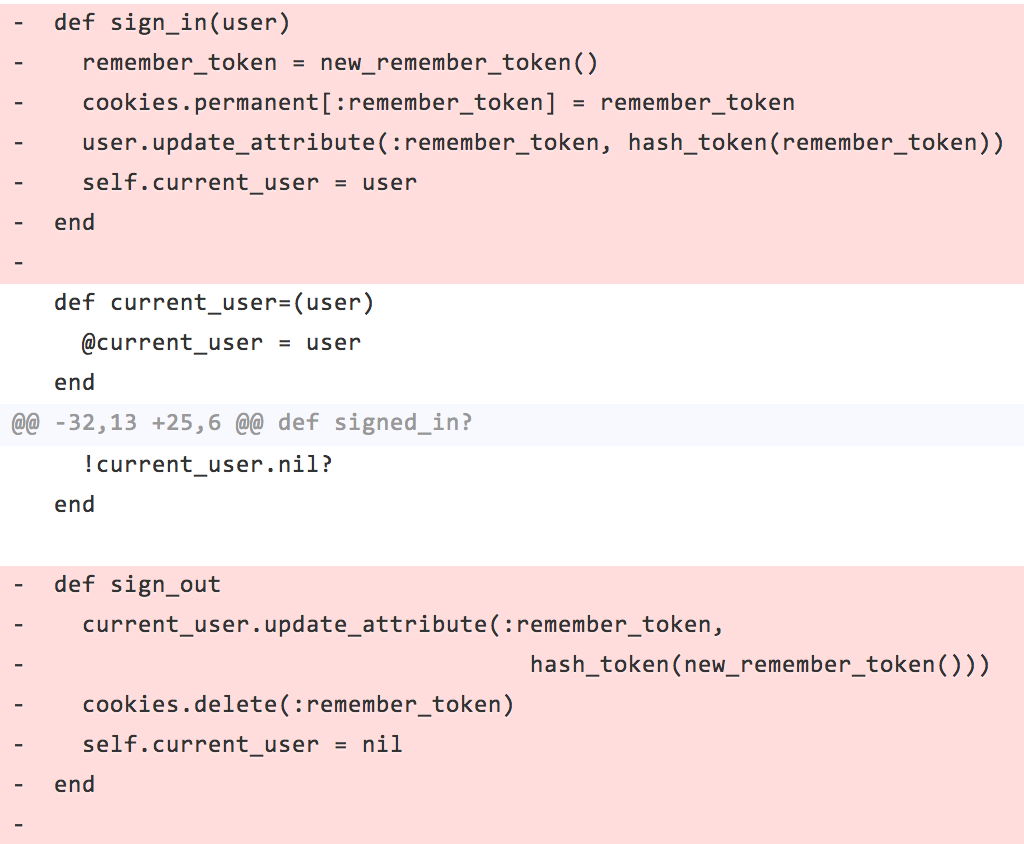 -  def sign_in(user)
-    remember_token = new_remember_token()
-    cookies.permanent[:remember_token] = remember_token
-    user.update_attribute(:remember_token, hash_token(remember_token))
-    self.current_user = user
-  end
-
   def current_user=(user)
     @current_user = user
   end
@@ -32,13 +25,6 @@ def signed_in?
     !current_user.nil?
   end

-  def sign_out
-    current_user.update_attribute(:remember_token,
-                                    hash_token(new_remember_token()))
-    cookies.delete(:remember_token)
-    self.current_user = nil
-  end
-